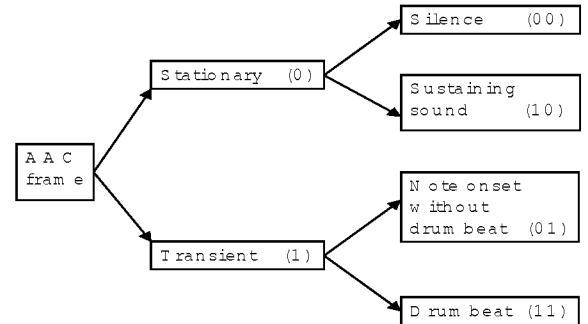 AAC
frame
Stationary (0)
Transient (1)
Silence (00)
Sustaining
sound (10)
Note onset
without
drum beat (01)
Drum beat (11)